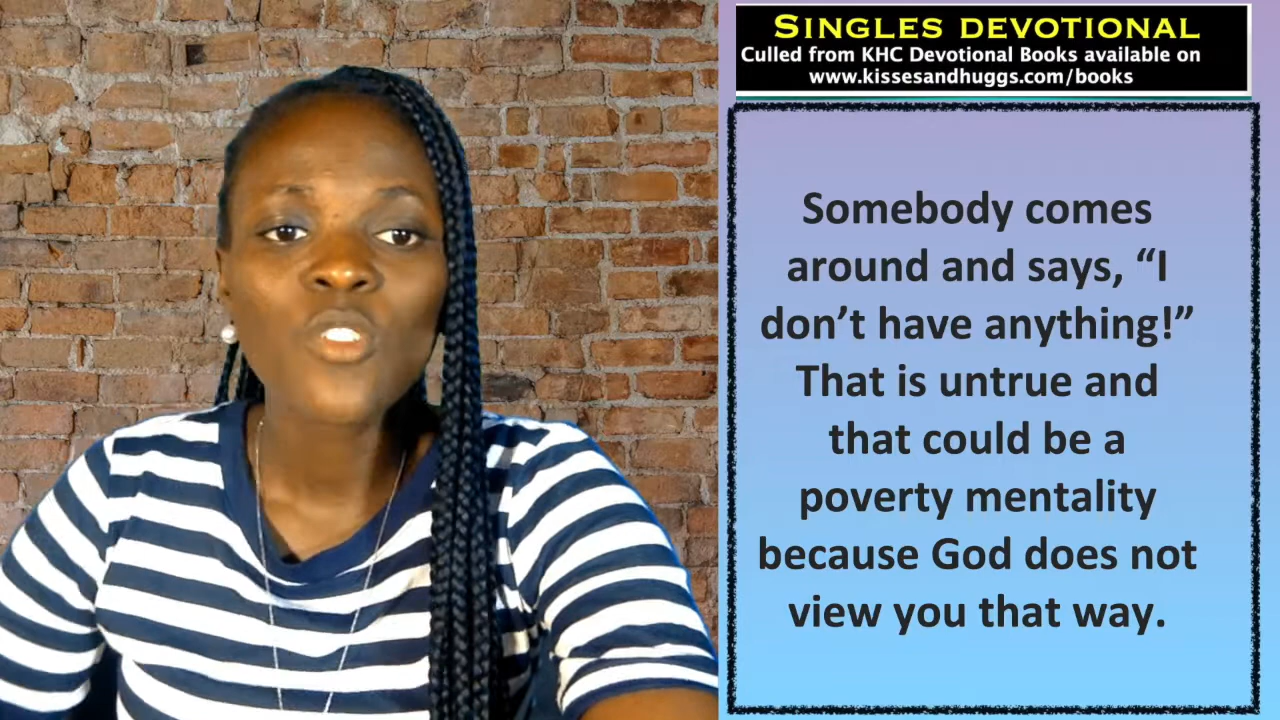 SINGLES DEVOTIONAL
Culled from KHC Devotional Books available on
www.kissesandhuggs.com/books
Somebody comes
around and says, “I
don’t have anything!”
That is untrue and
that could be a
poverty mentality
because God does not
view you that way.